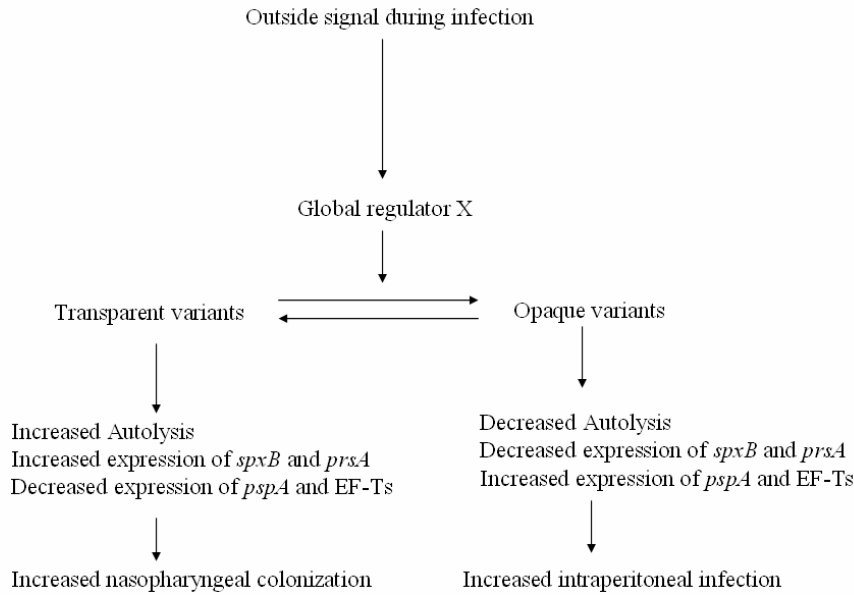 Outside signal during infection
Global regulator X
Transparent variants
Opaque variants
Increased Autolysis
Increased expression of spxB and prsA
Decreased expression of pspA and EF-Ts
Decreased Autolysis
Decreased expression of spxB and prsA
Increased expression of pspA and EF-Ts
Increased nasopharyngeal colonization
Increased intraperitoneal infection